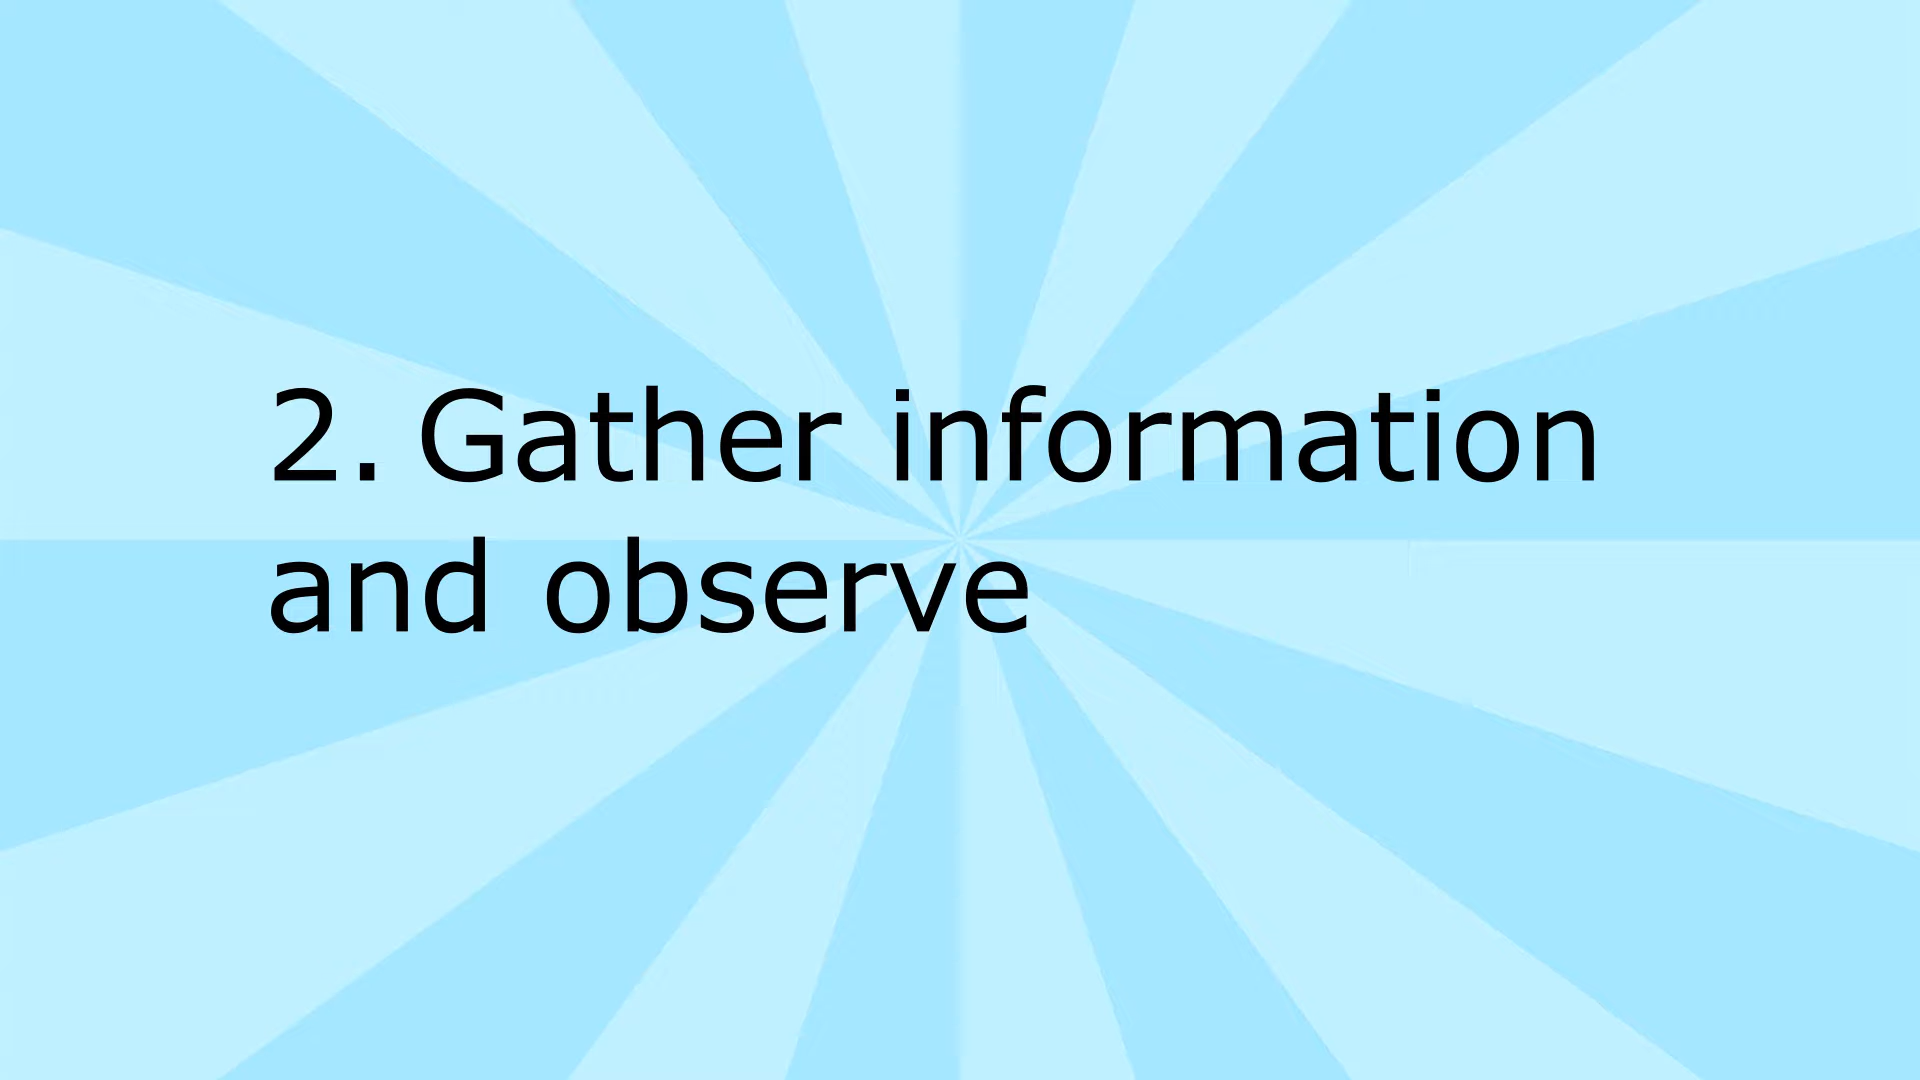 2. Gather information
and observe